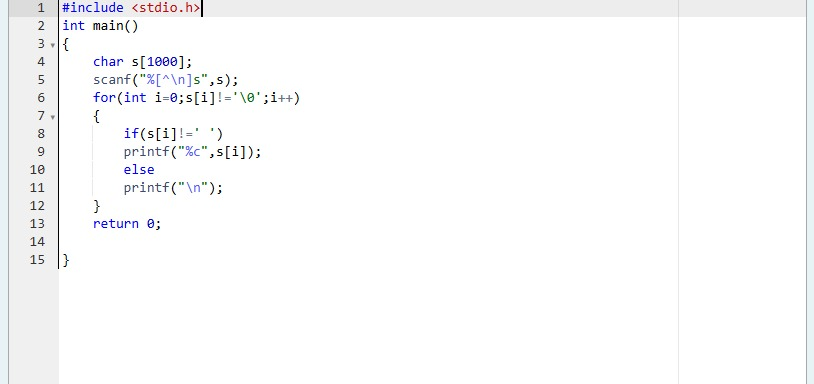 1 #include <stdio.h>
2 int main()
3 {
4     char s[1000];
5     scanf("%[^\n]s",s);
6     for(int i=0;s[i]!='\0';i++)
7     {
8         if(s[i]!=' ')
9         printf("%c",s[i]);
10         else
11         printf("\n");
12     }
13     return 0;
14
15 }